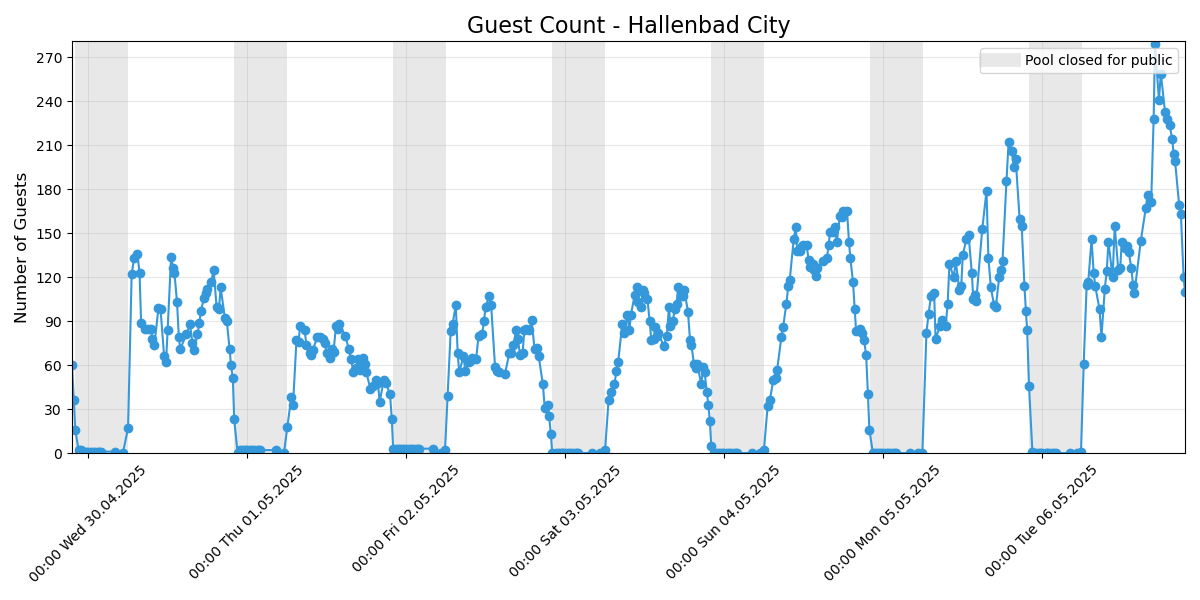 Guest Count - Hallenbad City
Pool closed for public
Number of Guests
270
240
210
180
150
120
90
60
30
0
00:00 Wed 30.04.2025
00:00 Thu 01.05.2025
00:00 Fri 02.05.2025
00:00 Sat 03.05.2025
00:00 Sun 04.05.2025
00:00 Mon 05.05.2025
00:00 Tue 06.05.2025